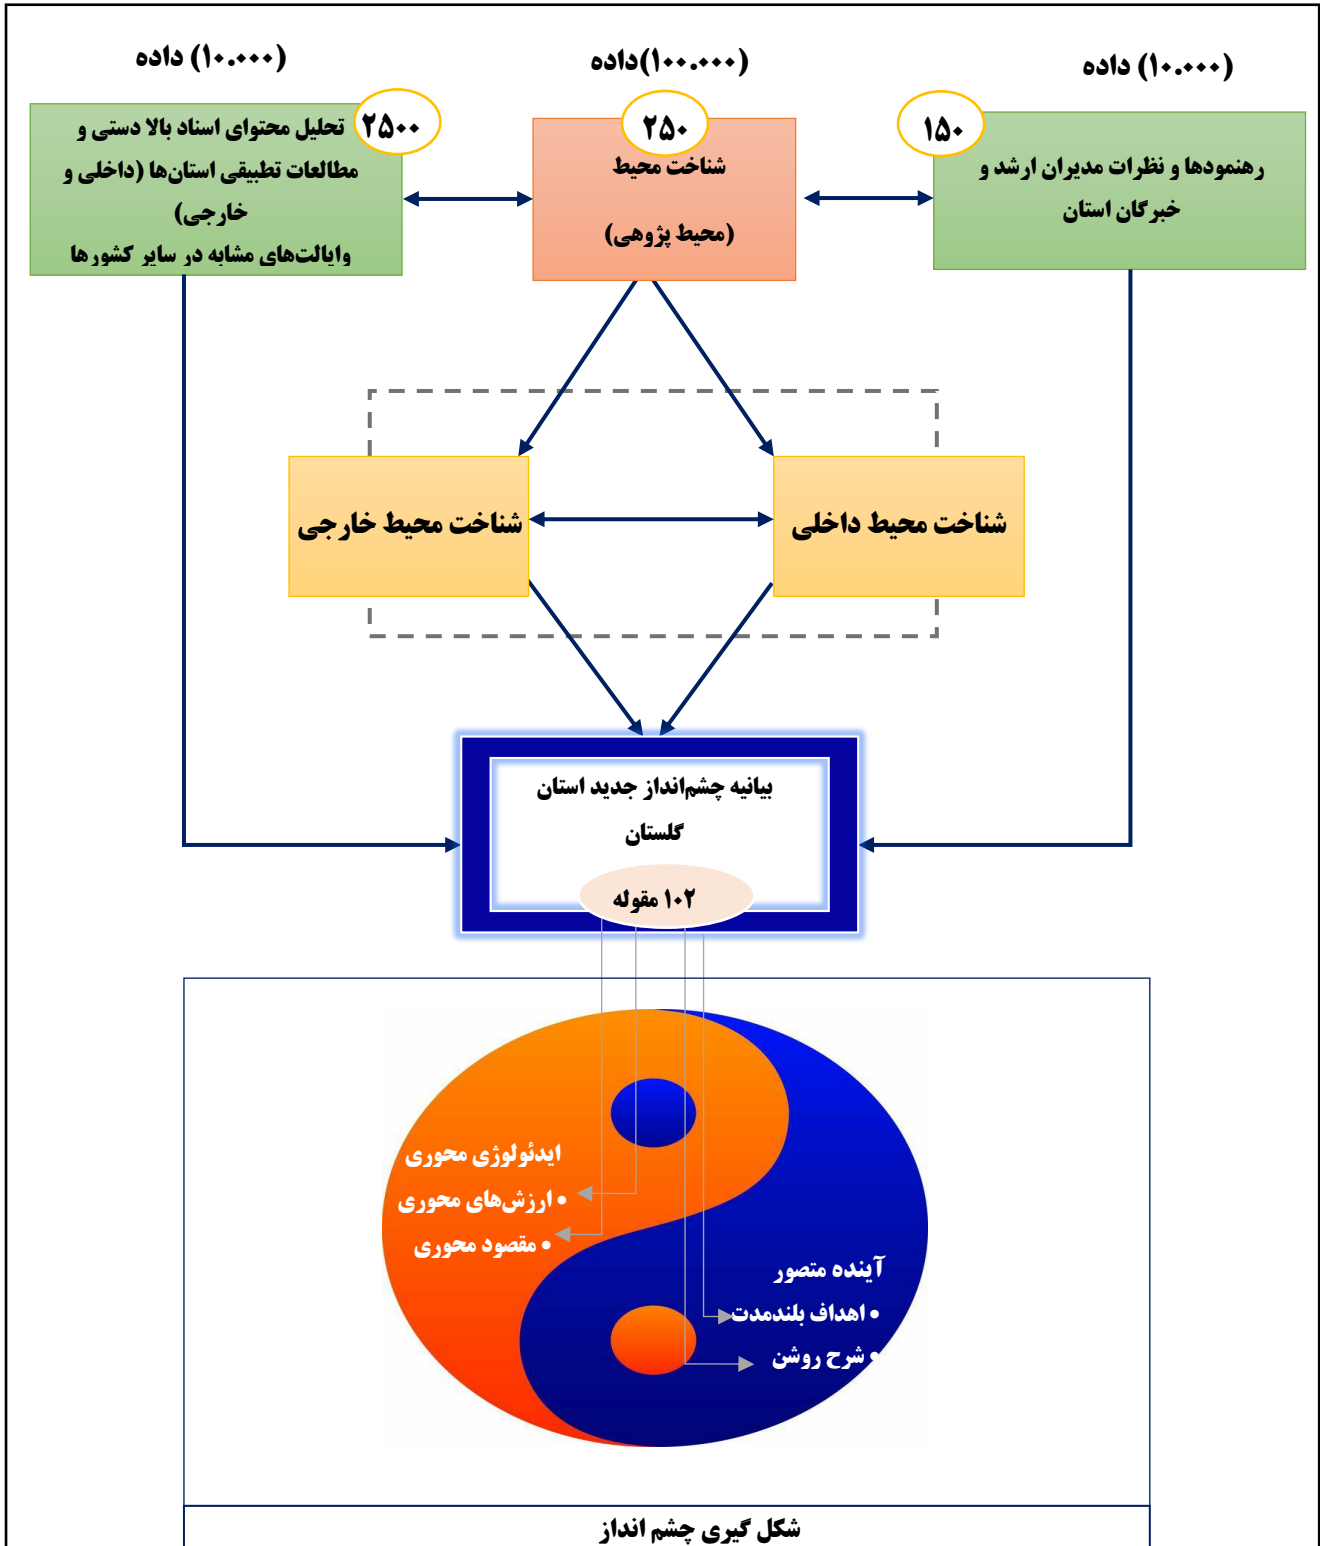 (۱۰.۰۰۰) داده
(۱۰۰.۰۰۰)داده
(۱۰.۰۰۰) داده
۱۵۰
رهنمودها و نظرات مدیران ارشد و
خبرگان استان
۲۵۰
شناخت محیط
(محیط پژوهی)
۲۵۰۰
تحلیل محتوای اسناد بالا دستی و
مطالعات تطبیقی استان‌ها (داخلی و
خارجی)
وایالت‌های مشابه در سایر کشورها
شناخت محیط داخلی
شناخت محیط خارجی
بیانیه چشم‌انداز جدید استان
گلستان
۱۰۲ مقوله
ایدئولوژی محوری
• ارزش‌های محوری
• مقصود محوری
آینده متصور
• اهداف بلندمدت
• شرح روشن
شکل گیری چشم انداز